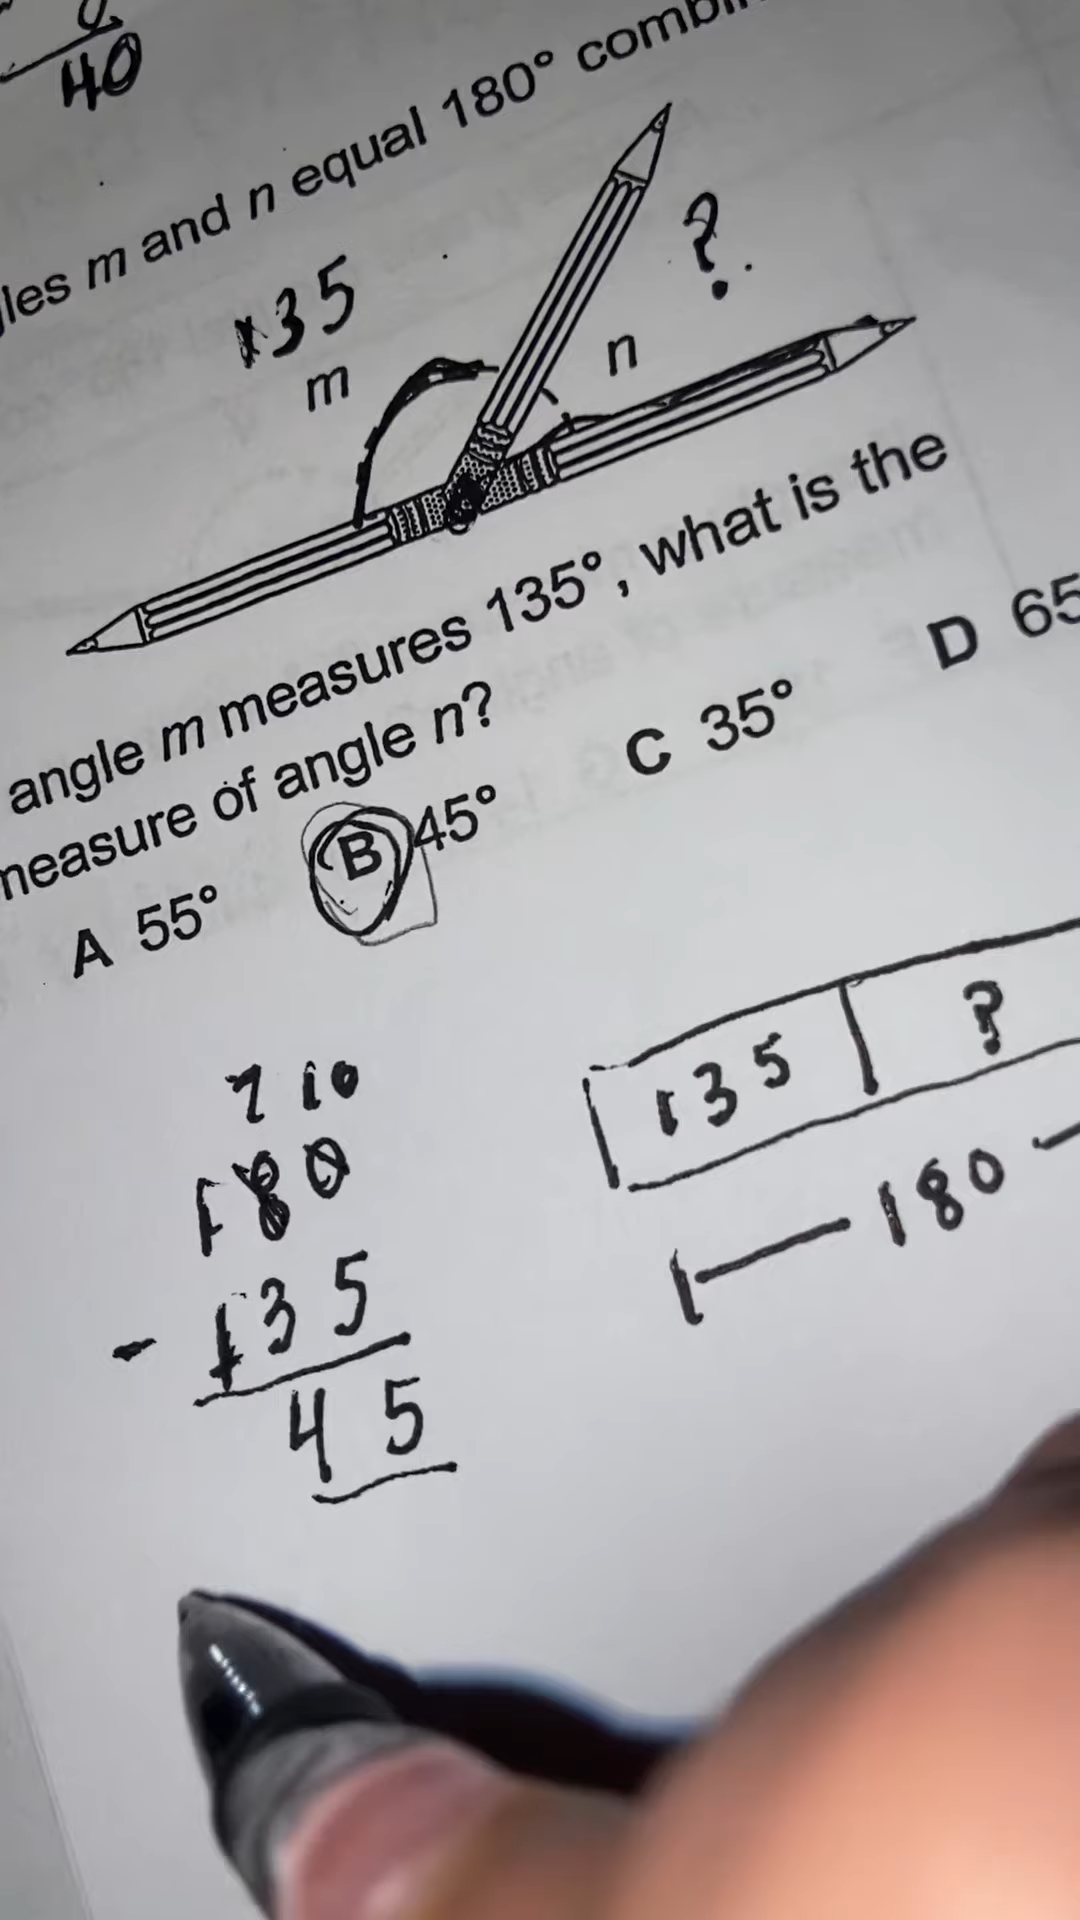 40
les m and n equal 180° combin
135
?
m
n
angle m measures 135°, what is the
measure of angle n?
A 55°
B 45°
C 35°
D 65
7 10
180
- 135
45
135 ?
180